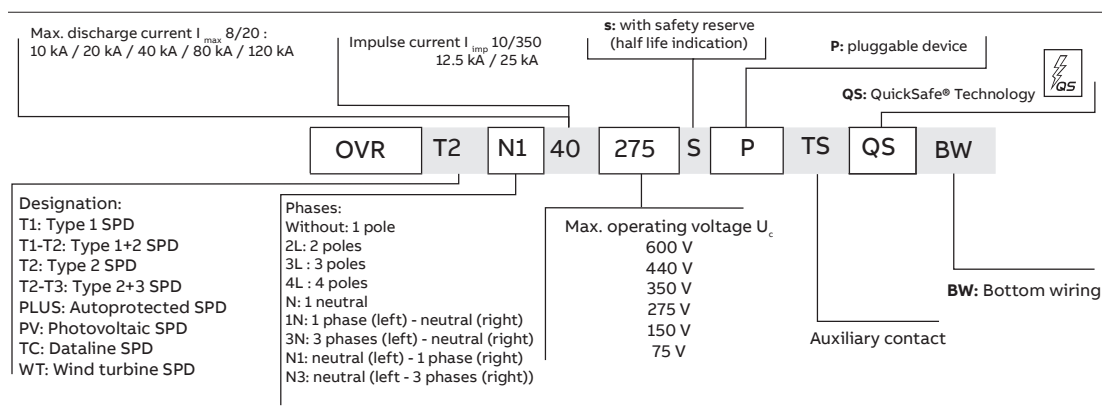 Max. discharge current I max 8/20 :
10 kA / 20 kA / 40 kA / 80 kA / 120 kA
Impulse current I imp 10/350
12.5 kA / 25 kA
s: with safety reserve
(half life indication)
P: pluggable device
QS: QuickSafe® Technology
QS
OVR T2 N1 40 275 S P TS QS BW
Designation:
T1: Type 1 SPD
T1-T2: Type 1+2 SPD
T2: Type 2 SPD
T2-T3: Type 2+3 SPD
PLUS: Autoprotected SPD
PV: Photovoltaic SPD
TC: Dataline SPD
WT: Wind turbine SPD
Phases:
Without: 1 pole
2L: 2 poles
3L : 3 poles
4L : 4 poles
N: 1 neutral
1N: 1 phase (left) - neutral (right)
3N: 3 phases (left) - neutral (right)
N1: neutral (left) - 1 phase (right)
N3: neutral (left - 3 phases (right))
Max. operating voltage Uc
600 V
440 V
350 V
275 V
150 V
75 V
Auxiliary contact
BW: Bottom wiring